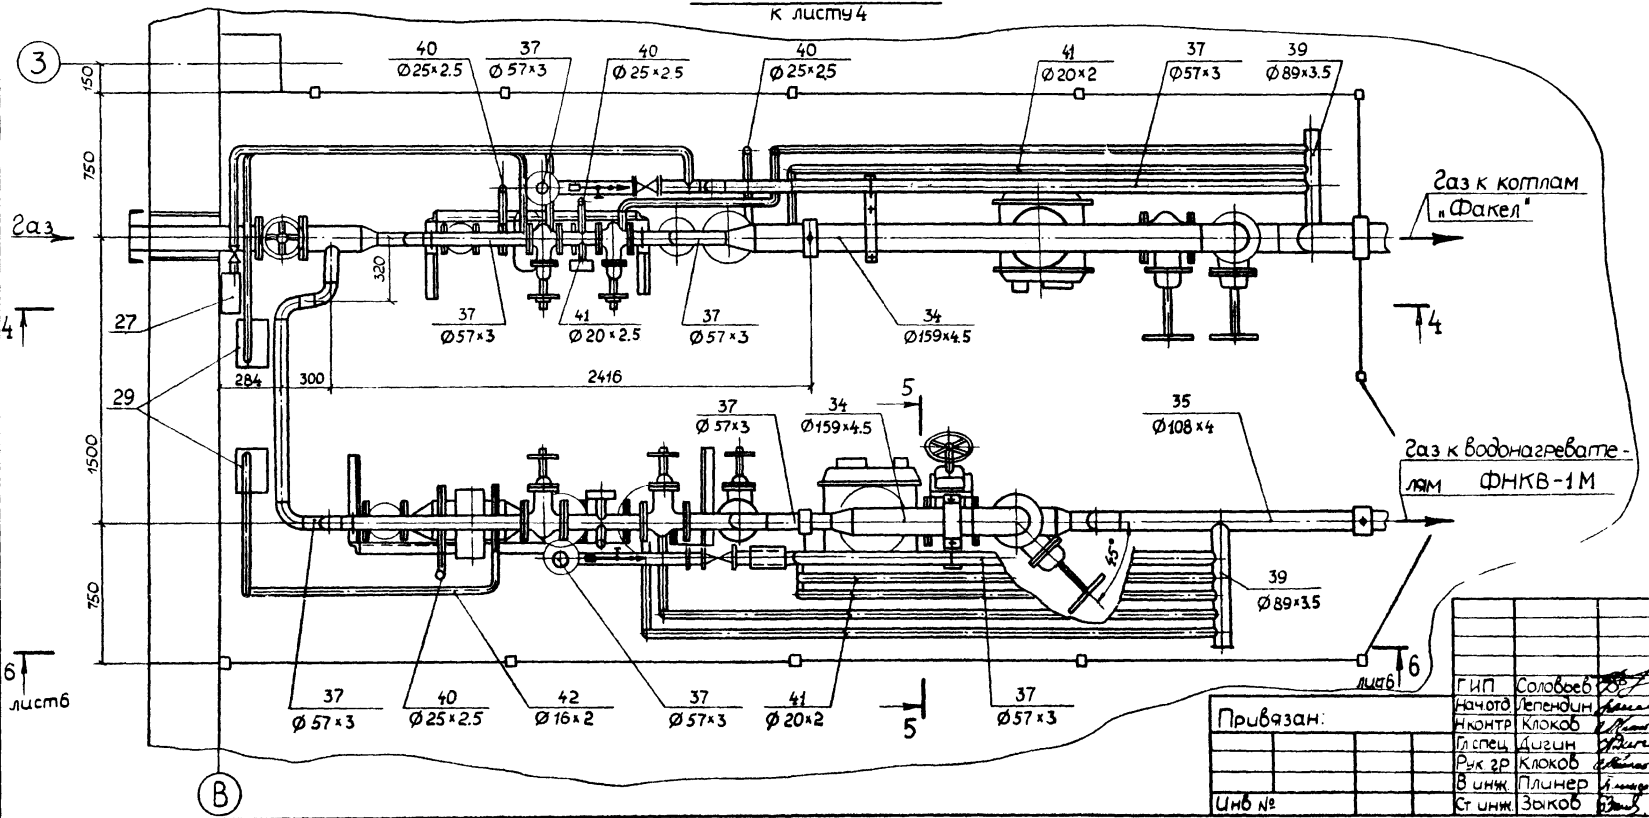 к листу 4
3
150
40
Ø25×2.5
37
Ø57×3
40
Ø25×2.5
40
Ø25×25
41
Ø20×2
37
Ø57×3
39
Ø89×3.5
750
Газ
Газ к котлам
"Факел"
320
27
4
37
Ø57×3
41
Ø20×2.5
37
Ø57×3
34
Ø159×4.5
4
284
300
2416
29
5
37
Ø57×3
34
Ø159×4.5
35
Ø108×4
1500
Газ к водонагревате-
лям ФНКВ-1М
45°
39
Ø89×3.5
750
6
лист6
6
лист6
37
Ø57×3
40
Ø25×2.5
42
Ø16×2
37
Ø57×3
41
Ø20×2
5
37
Ø57×3
В
Привязан:
Инв №
ГИП Соловьев
Нач.отд. Лепендин
Н контр Клоков
Гл спец Дигин
Рук. гр Клоков
В инж. Плинер
Ст инж. Зыков